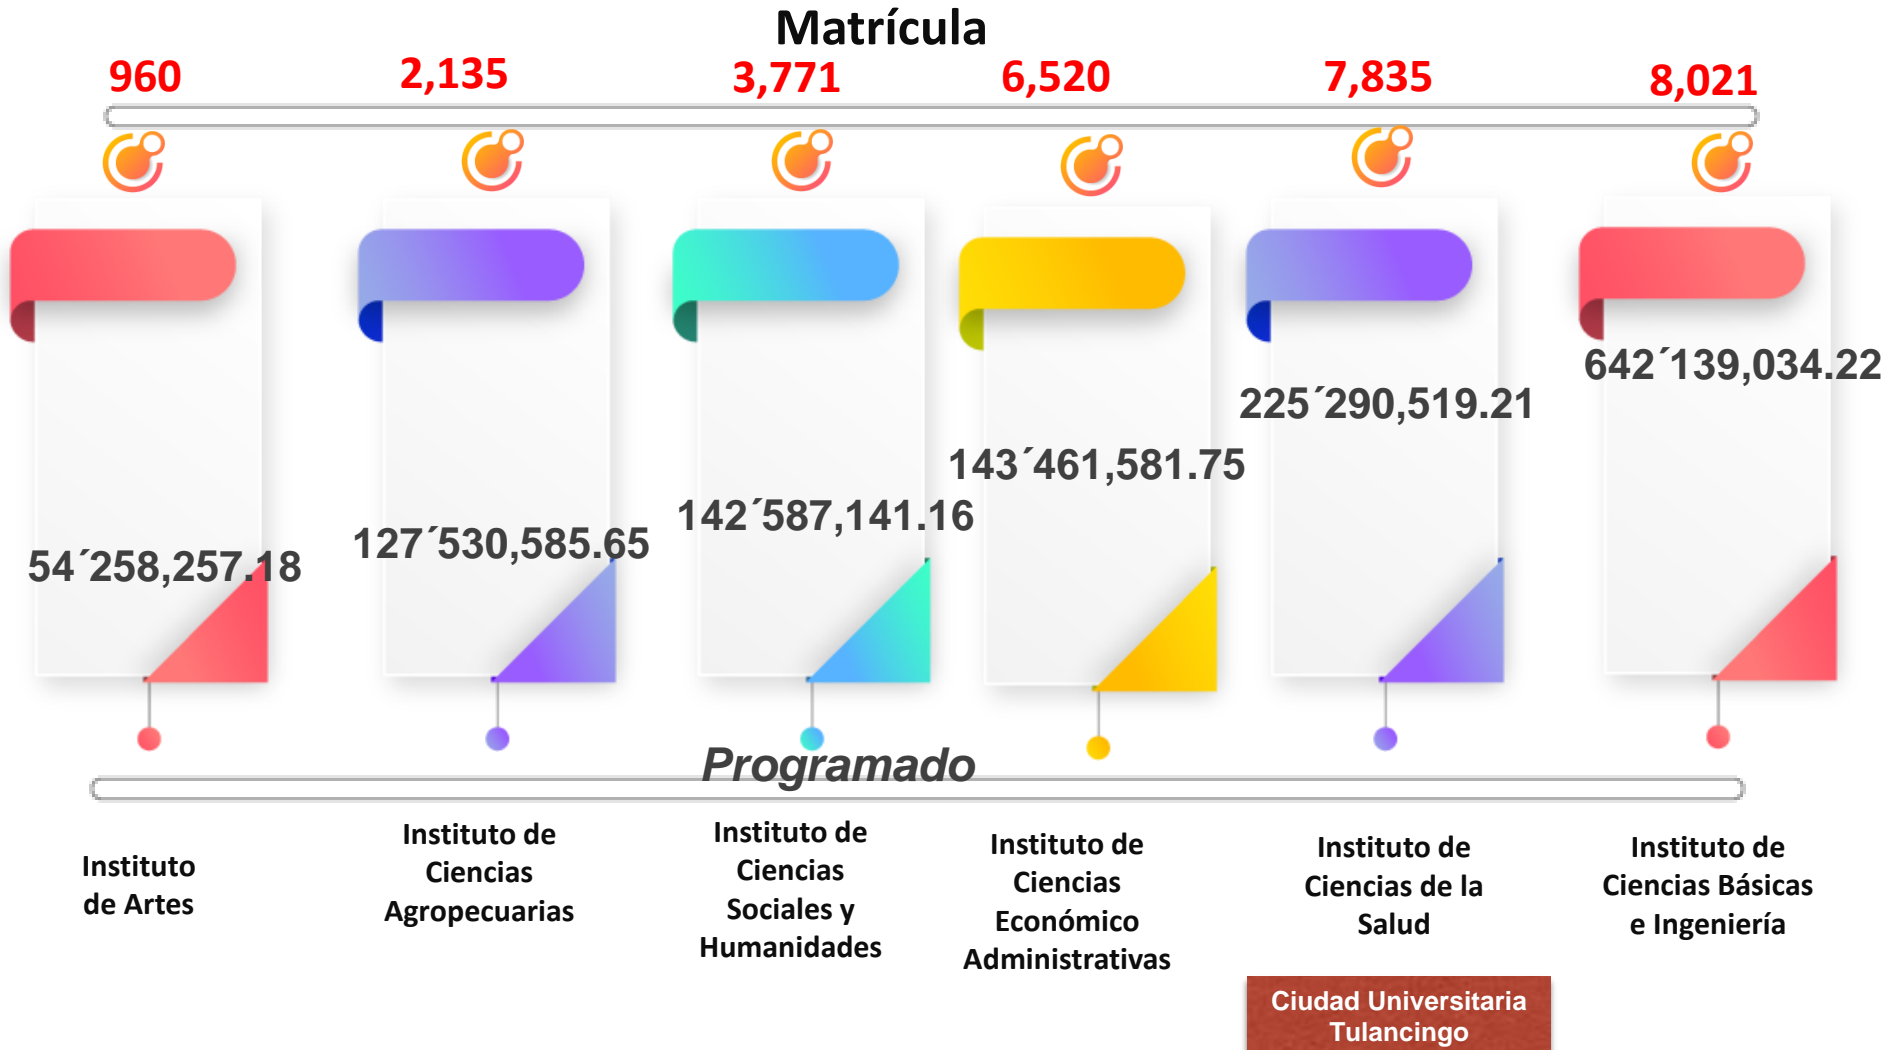 Matrícula
960
2,135
3,771
6,520
7,835
8,021
54´258,257.18
127´530,585.65
142´587,141.16
143´461,581.75
225´290,519.21
642´139,034.22
Programado
Instituto
de Artes
Instituto de
Ciencias
Agropecuarias
Instituto de
Ciencias
Sociales y
Humanidades
Instituto de
Ciencias
Económico
Administrativas
Instituto de
Ciencias de la
Salud
Instituto de
Ciencias Básicas
e Ingeniería
Ciudad Universitaria
Tulancingo